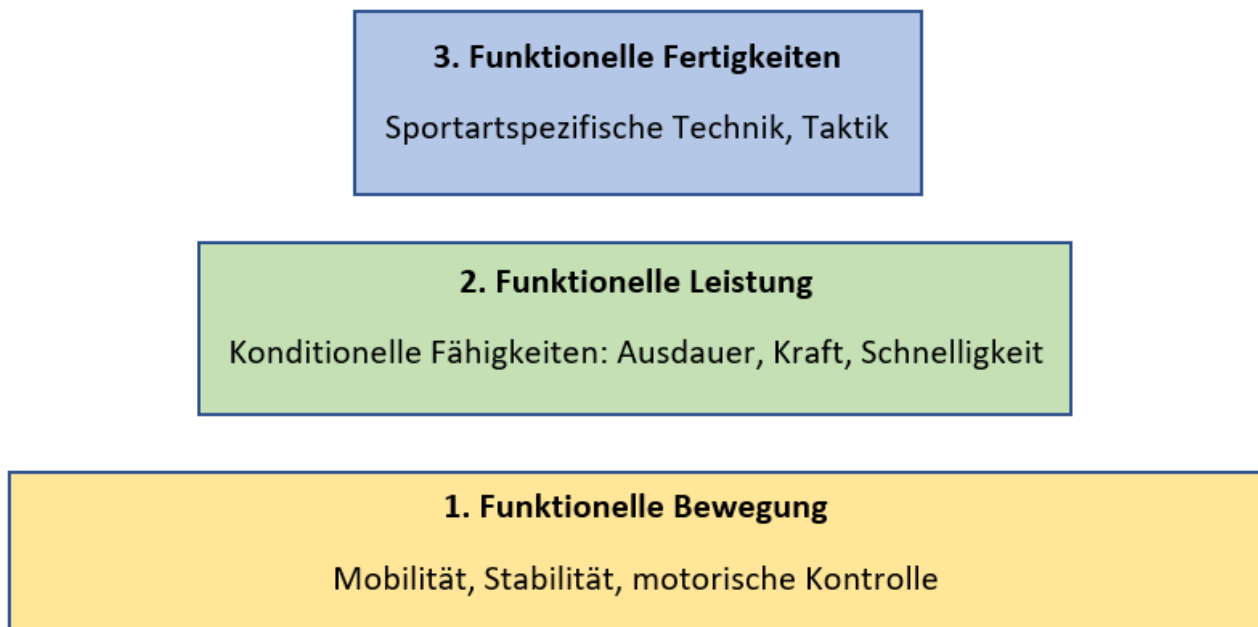 3. Funktionelle Fertigkeiten
Sportartspezifische Technik, Taktik
2. Funktionelle Leistung
Konditionelle Fähigkeiten: Ausdauer, Kraft, Schnelligkeit
1. Funktionelle Bewegung
Mobilität, Stabilität, motorische Kontrolle